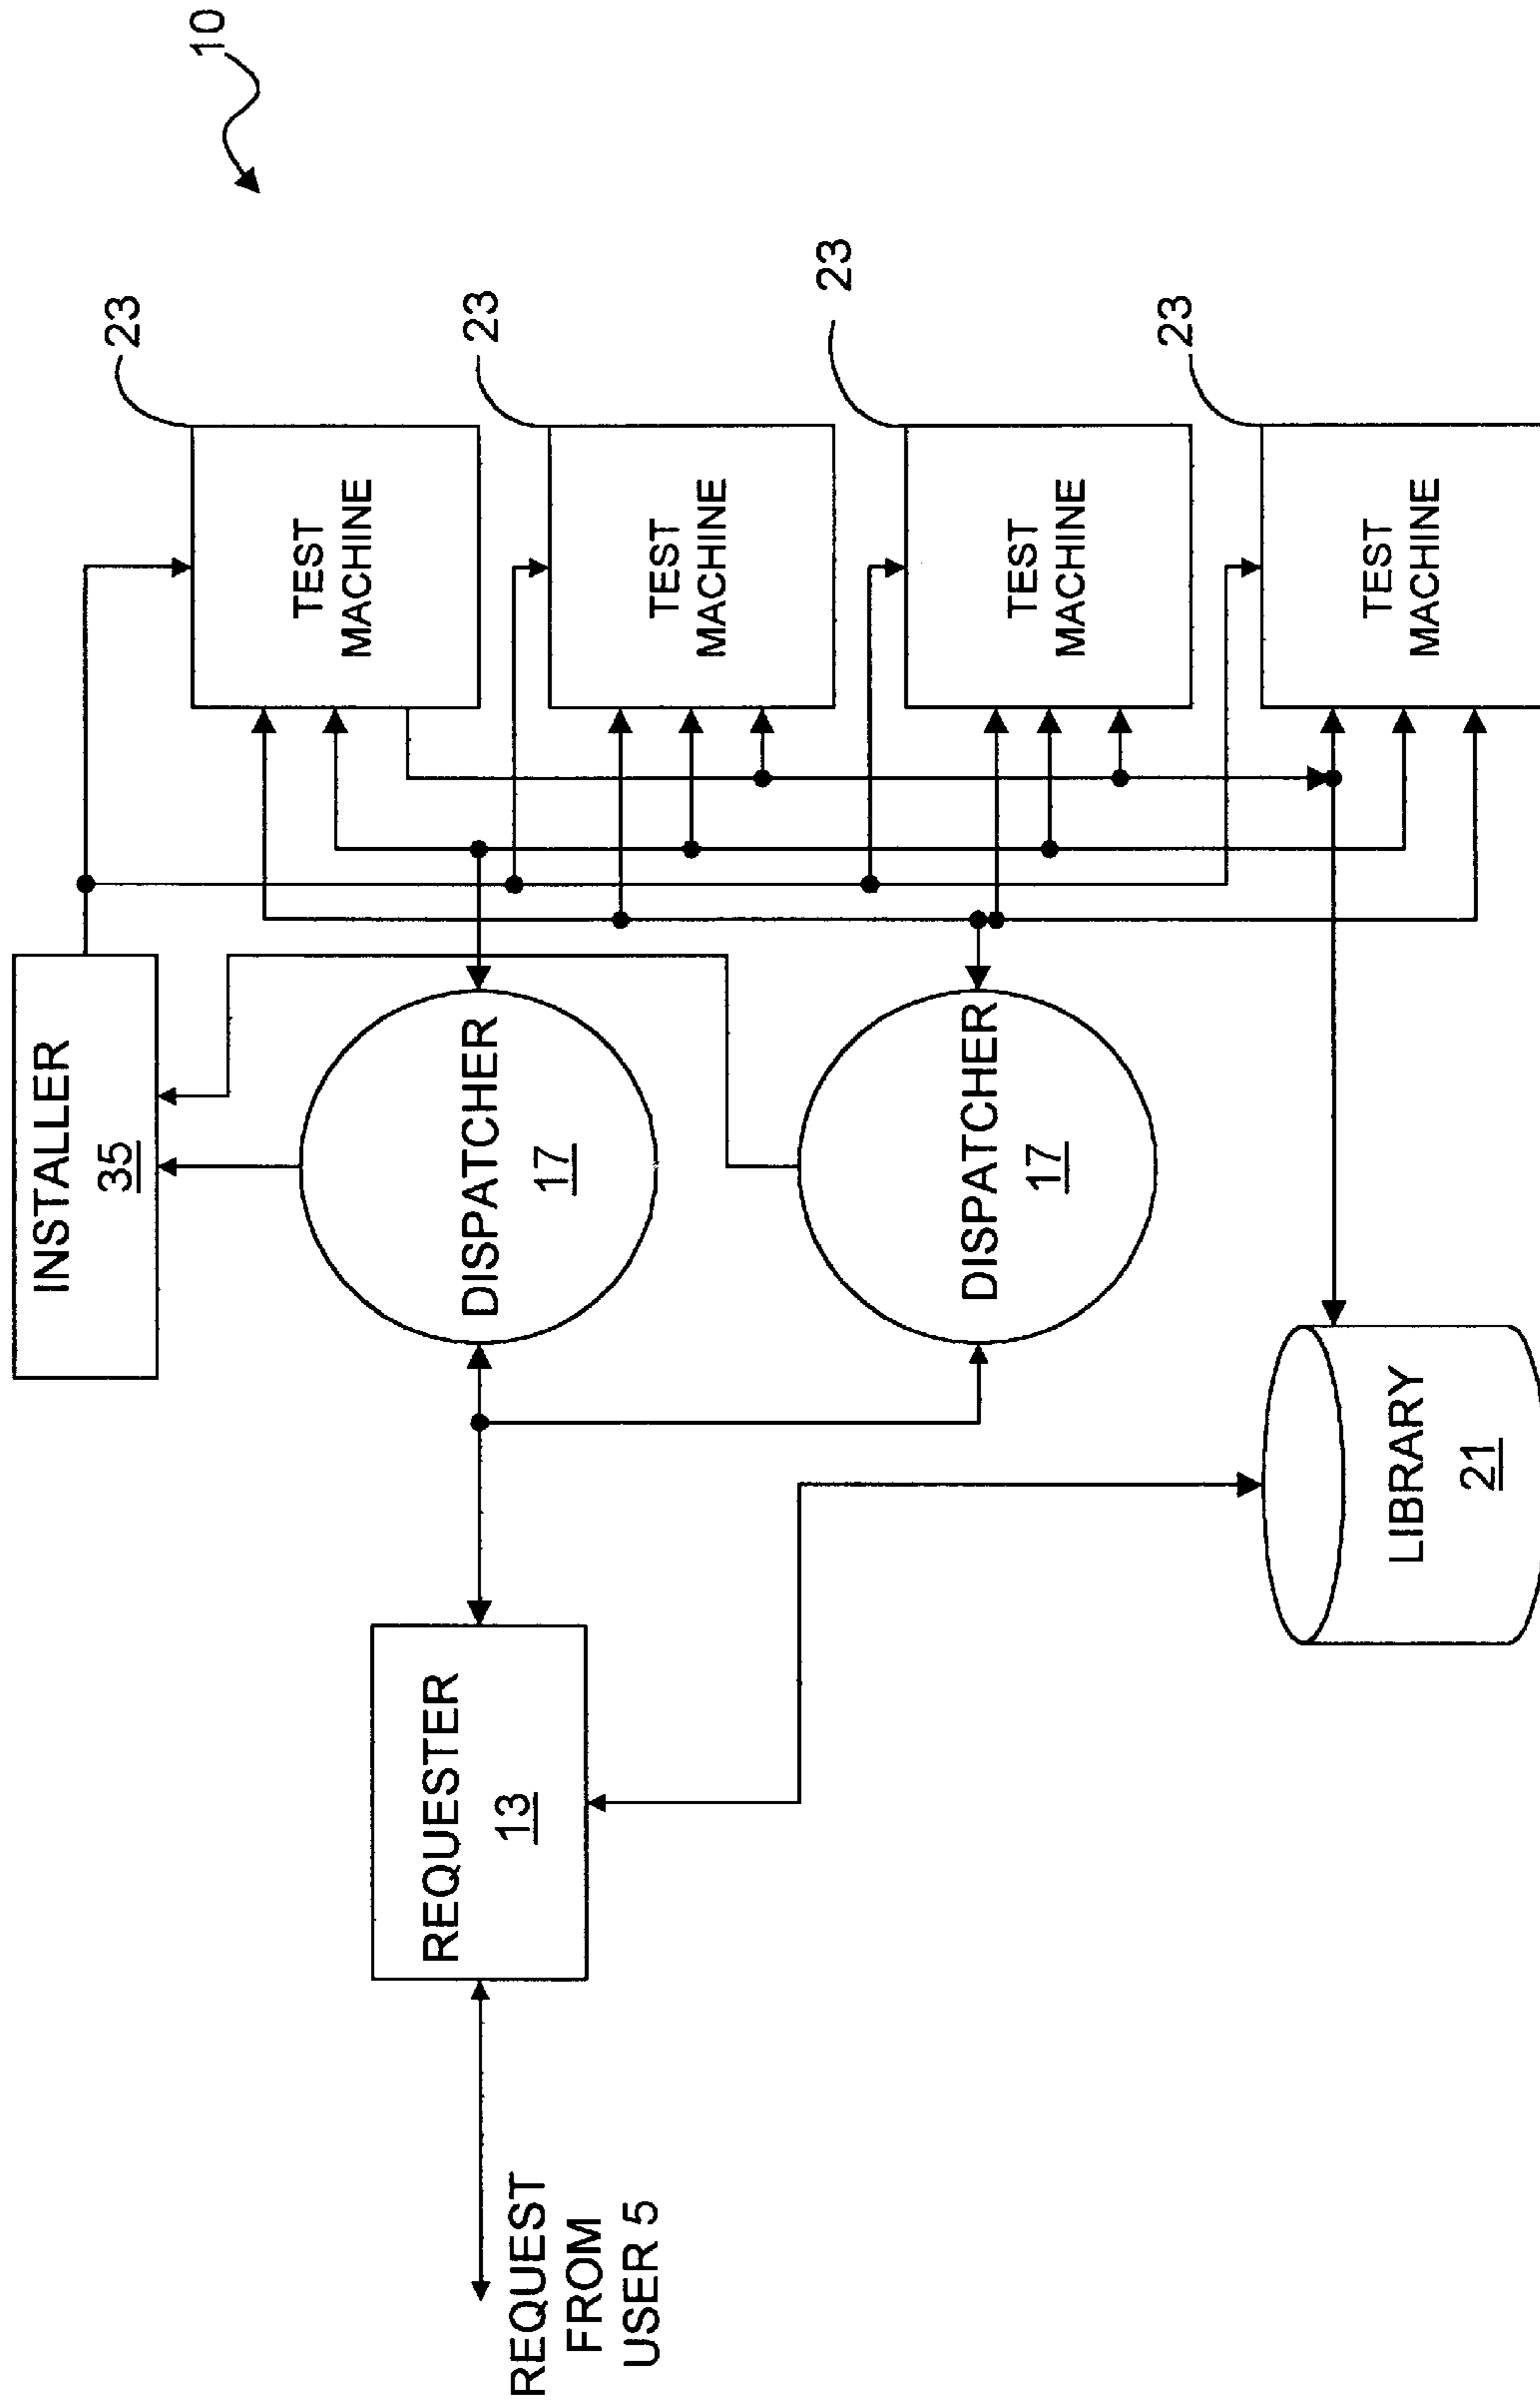 10
INSTALLER
35
REQUEST
FROM
USER 5
REQUESTER
13
DISPATCHER
17
DISPATCHER
17
LIBRARY
21
23
TEST
MACHINE
23
TEST
MACHINE
23
TEST
MACHINE
23
TEST
MACHINE